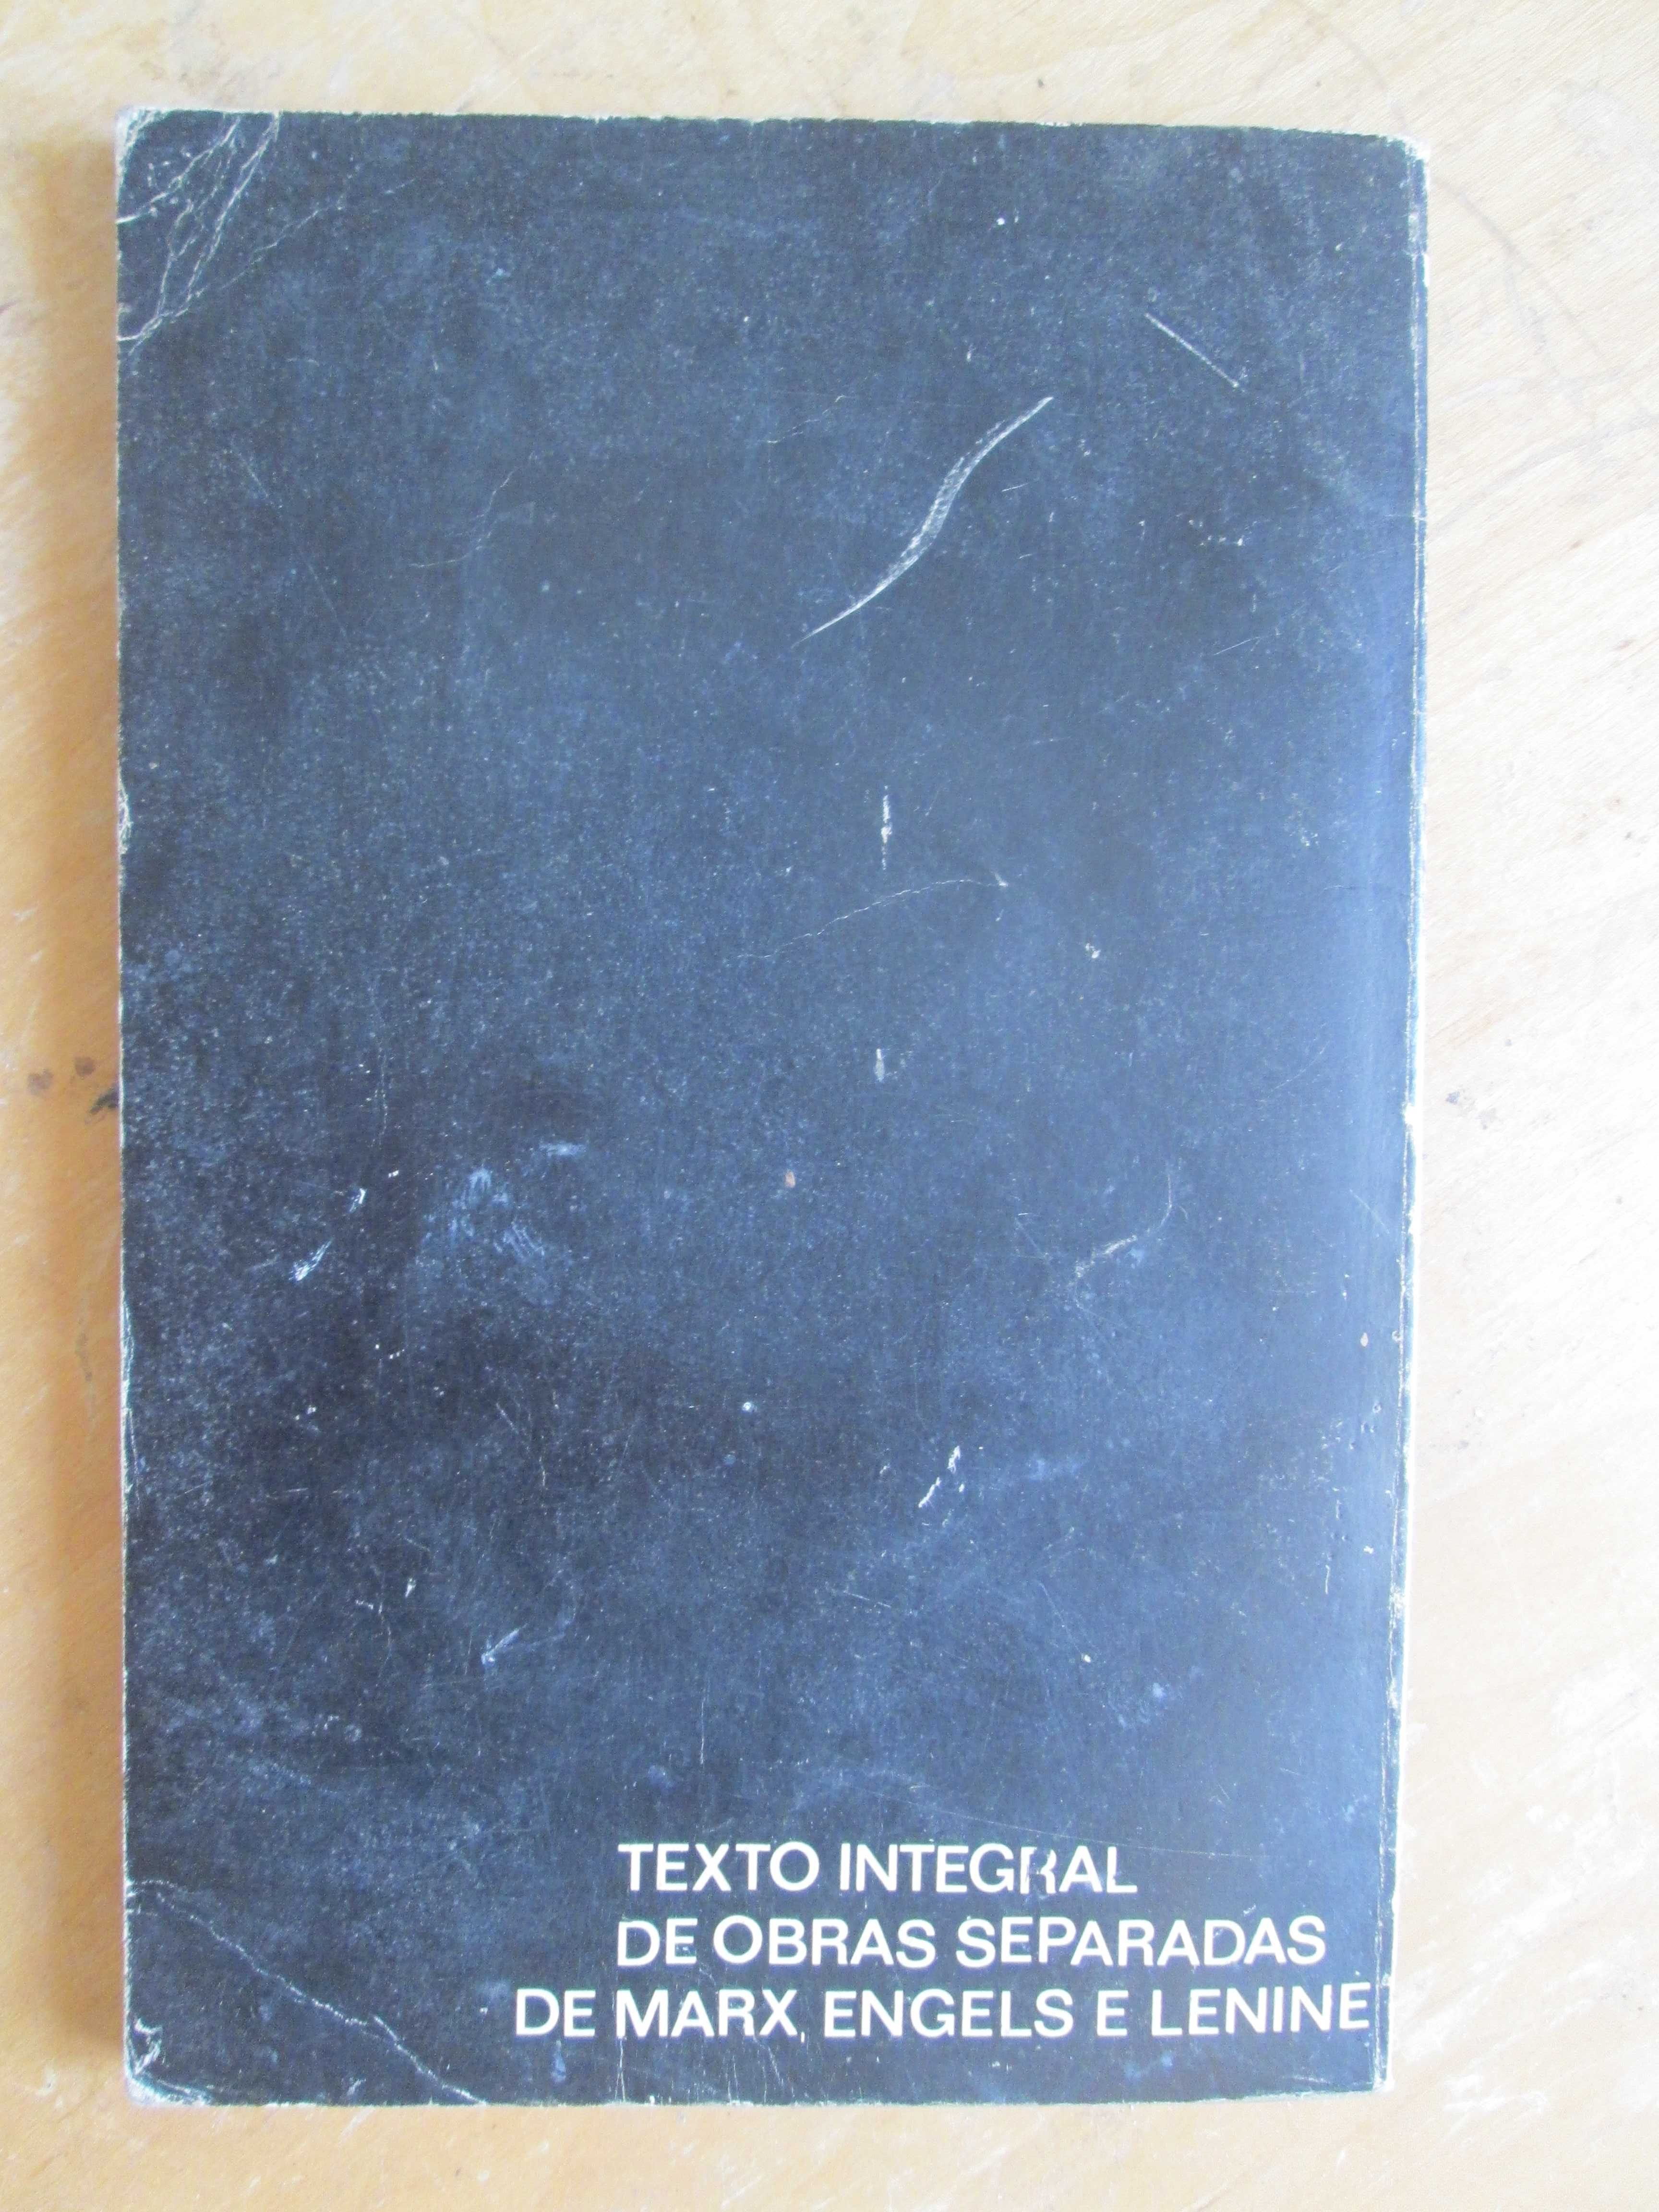 TEXTO INTEGRAL
DE OBRAS SEPARADAS
DE MARX, ENGELS E LENINE